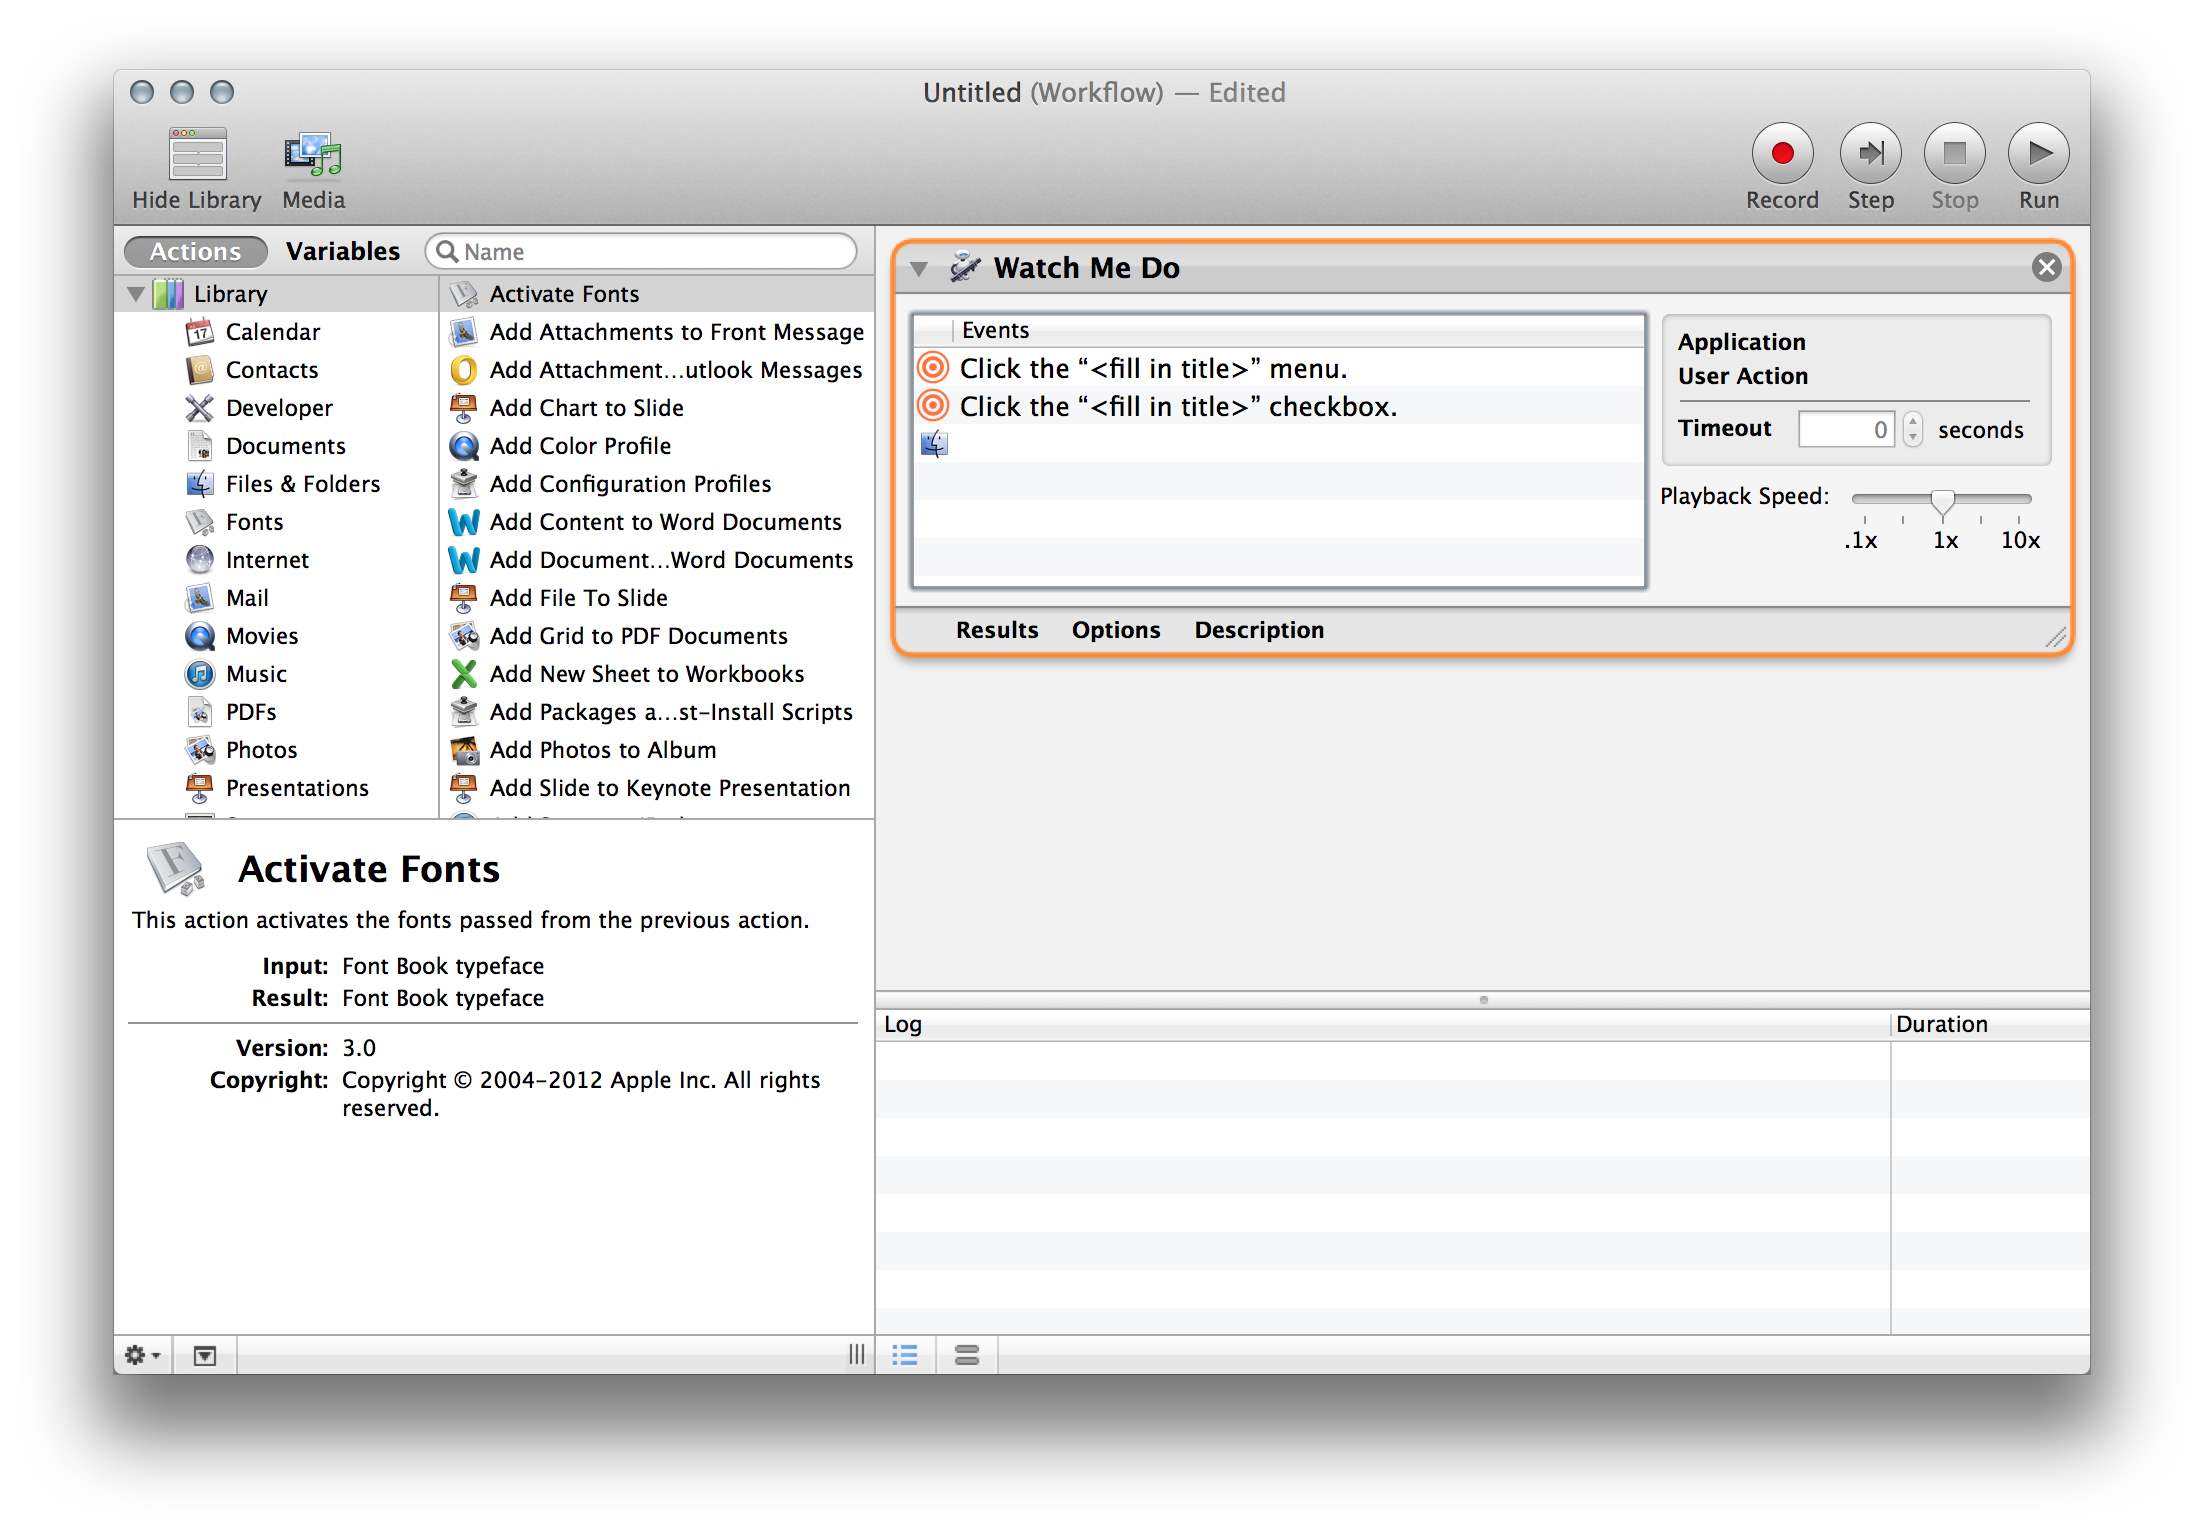 Untitled (Workflow) — Edited
Hide Library
Media
Record
Step
Stop
Run
Actions
Variables
Name
Library
Calendar
17
Contacts
Developer
Documents
Files & Folders
Fonts
Internet
Mail
Movies
Music
PDFs
Photos
Presentations
Activate Fonts
Add Attachments to Front Message
Add Attachment...utlook Messages
Add Chart to Slide
Add Color Profile
Add Configuration Profiles
Add Content to Word Documents
Add Document...Word Documents
Add File To Slide
Add Grid to PDF Documents
Add New Sheet to Workbooks
Add Packages a...st-Install Scripts
Add Photos to Album
Add Slide to Keynote Presentation
Activate Fonts
This action activates the fonts passed from the previous action.
Input: Font Book typeface
Result: Font Book typeface
Version: 3.0
Copyright: Copyright © 2004-2012 Apple Inc. All rights
reserved.
Watch Me Do
Events
Click the “<fill in title>” menu.
Click the “<fill in title>” checkbox.
Application
User Action
Timeout 0 seconds
Playback Speed:
.1x 1x 10x
Results Options Description
Log
Duration